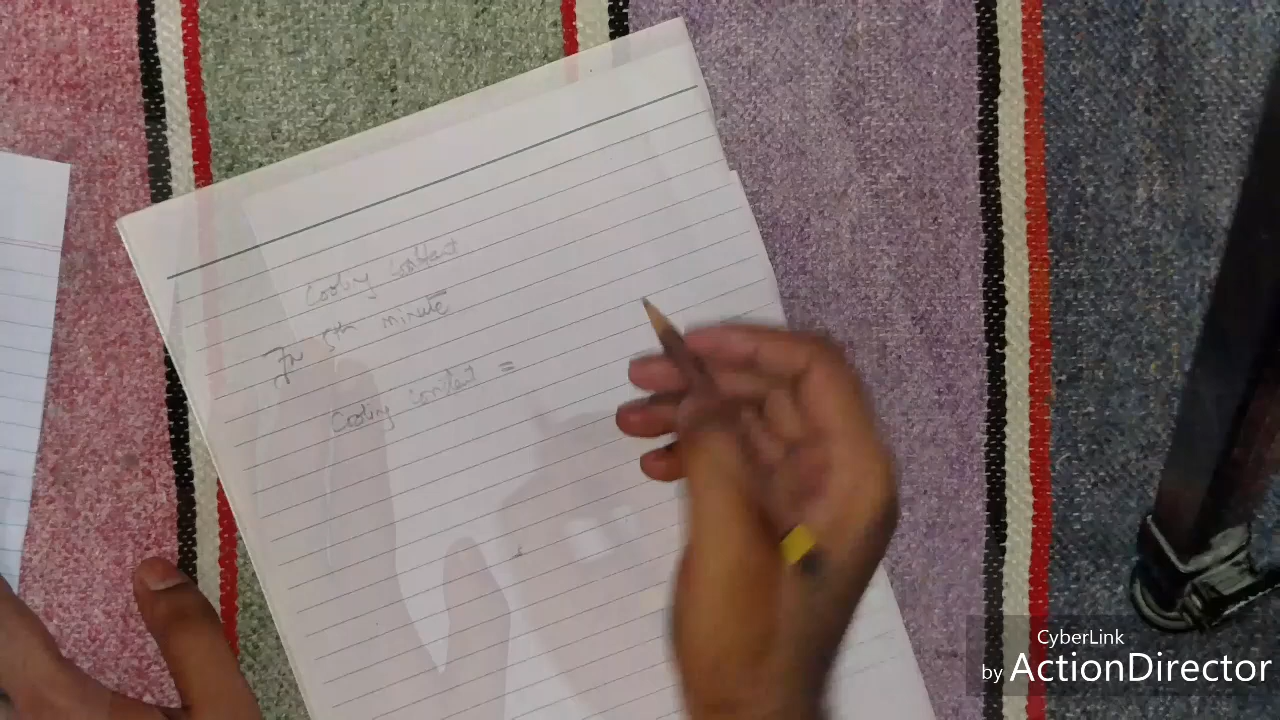 Cooling constant
For 5th minute
Cooling constant =
CyberLink
by ActionDirector